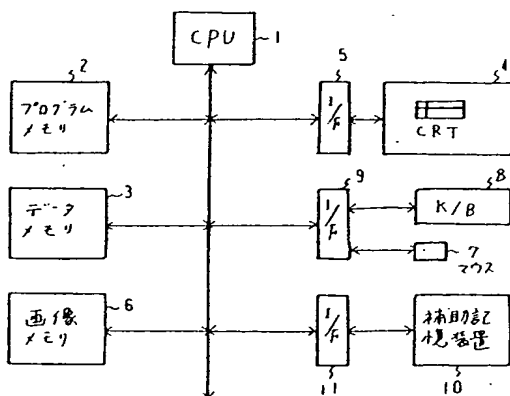 CPU
1
2
5
4
プログラム
メモリ
I/F
CRT
3
9
8
データ
メモリ
I/F
K/B
7
マウス
6
画像
メモリ
I/F
補助記
憶装置
11
10